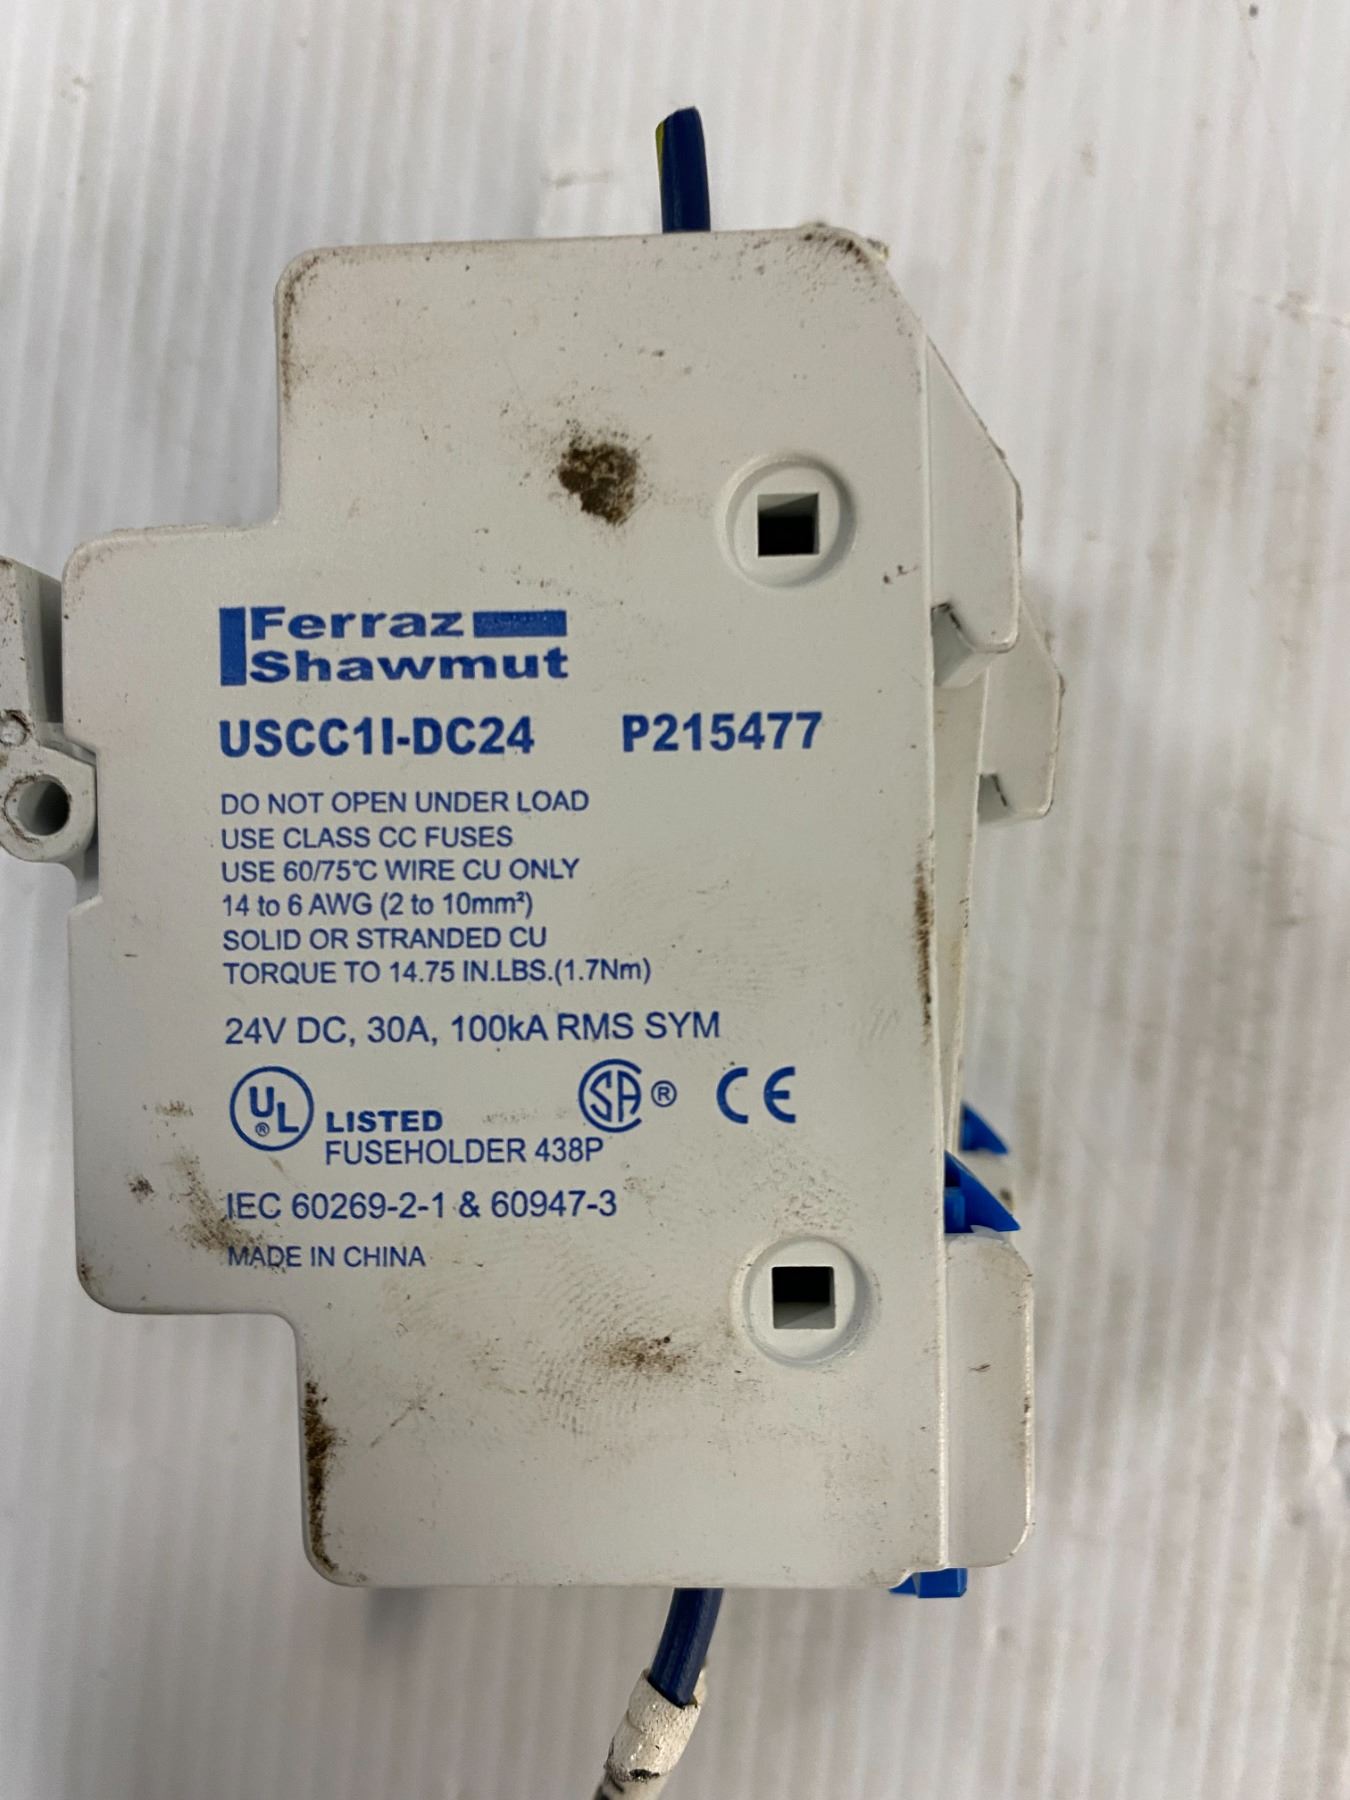 Ferraz
Shawmut
USCC1I-DC24 P215477
DO NOT OPEN UNDER LOAD
USE CLASS CC FUSES
USE 60/75°C WIRE CU ONLY
14 to 6 AWG (2 to 10mm²)
SOLID OR STRANDED CU
TORQUE TO 14.75 IN.LBS.(1.7Nm)
24V DC, 30A, 100kA RMS SYM
UL® LISTED SA® CE
FUSEHOLDER 438P
IEC 60269-2-1 & 60947-3
MADE IN CHINA